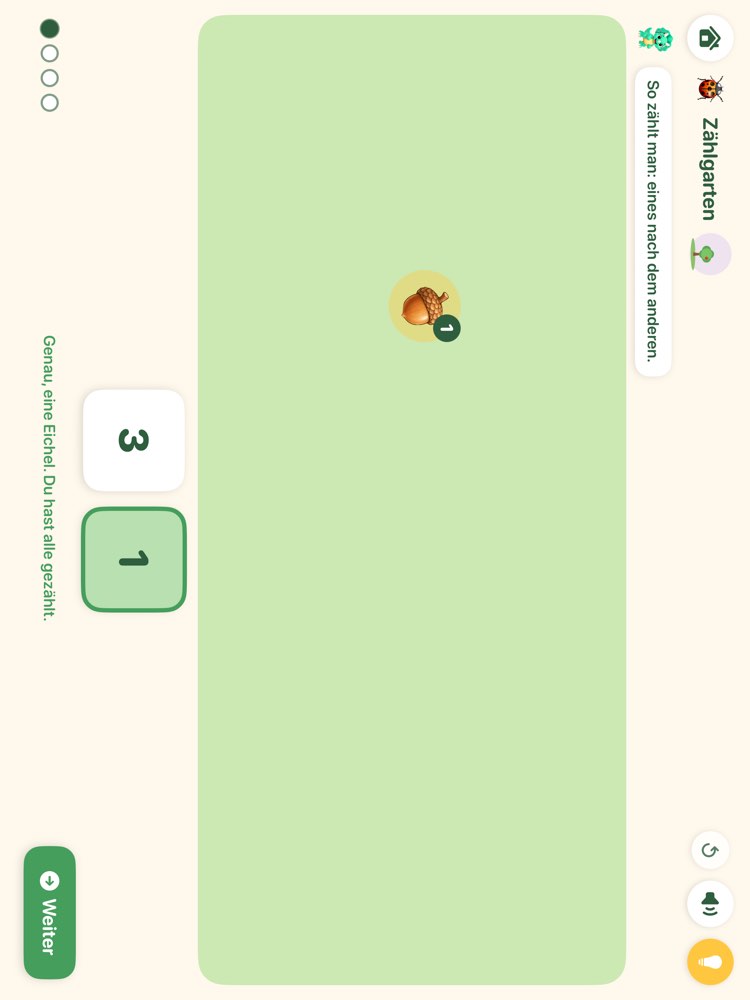 Zählgarten
So zählt man: eines nach dem anderen.
1
3
1
Genau, eine Eichel. Du hast alle gezählt.
Weiter